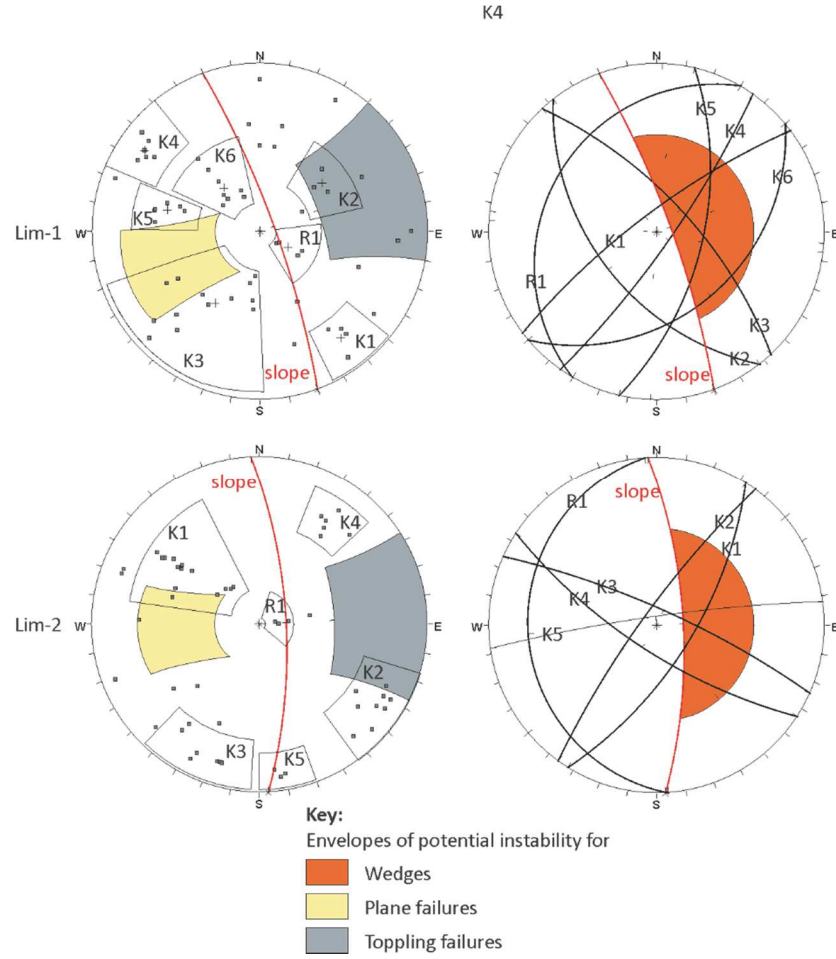 K4
N
K4
K6
K2
K5
Lim-1
W
E
R1
K3
K1
slope
S
N
K5
K4
K6
W
E
K1
R1
K3
K2
slope
S
N
slope
K4
K1
R1
Lim-2
W
E
K2
K3
K5
S
N
R1
slope
K2
K1
K3
K4
W
E
K5
S
Key:
Envelopes of potential instability for
Wedges
Plane failures
Toppling failures